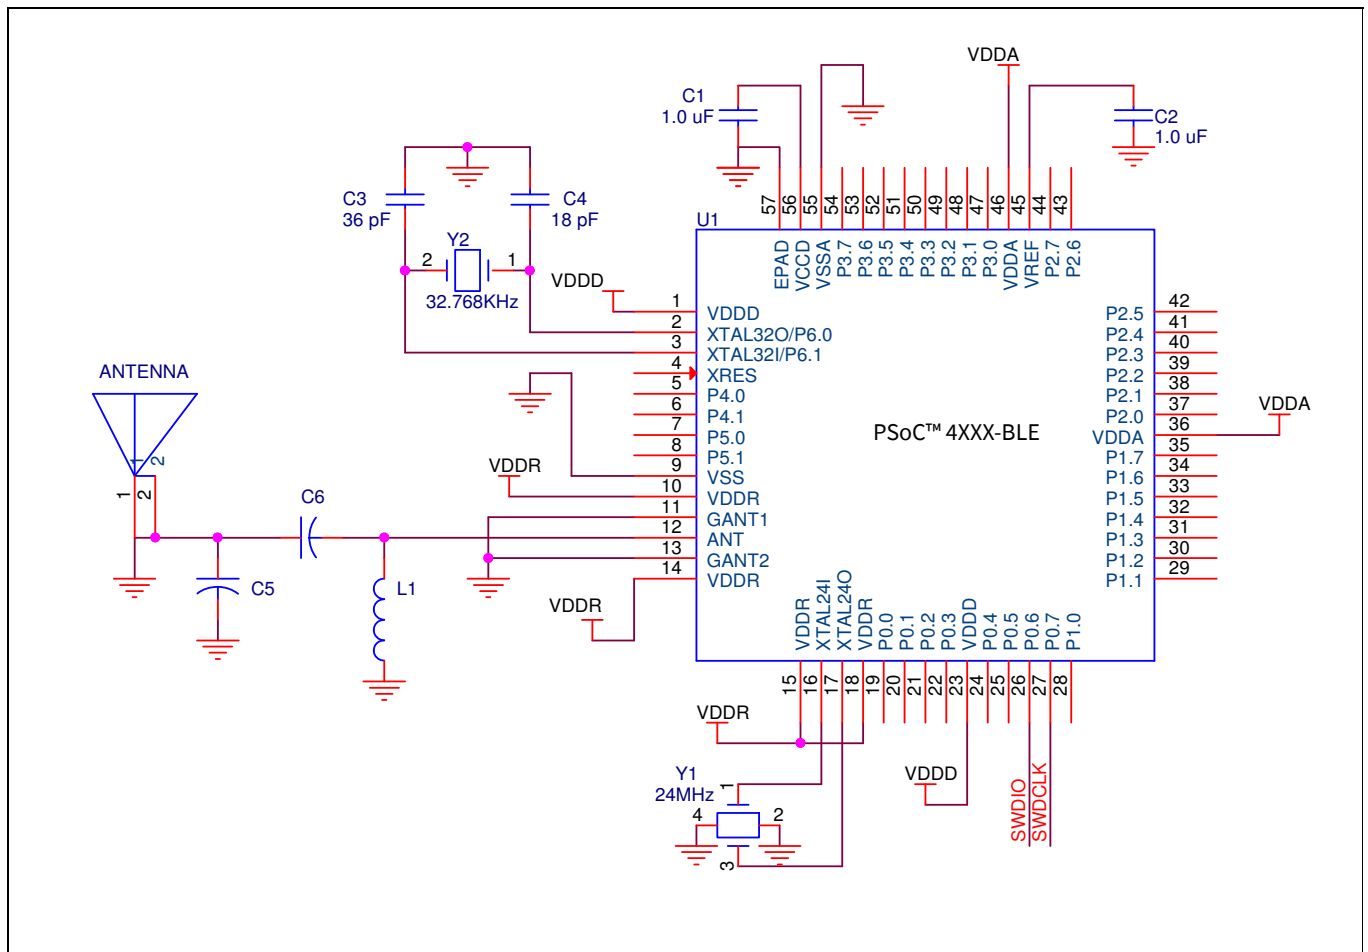 VDDA
C1
1.0 uF
C2
1.0 uF
C3
36 pF
C4
18 pF
Y2
2
1
32.768KHz
57
56
55
54
53
52
51
50
49
48
47
46
45
44
43
U1
EPAD
VCCD
VSSA
P3.7
P3.6
P3.5
P3.4
P3.3
P3.2
P3.1
P3.0
VDDA
VREF
P2.7
P2.6
VDDD
1
VDDD
2
XTAL32O/P6.0
3
XTAL32I/P6.1
4
XRES
5
P4.0
6
P4.1
7
P5.0
8
P5.1
9
VSS
VDDR
10
VDDR
11
GANT1
12
ANT
13
GANT2
14
VDDR
VDDR
PSoC™ 4XXX-BLE
P2.5
42
P2.4
41
P2.3
40
P2.2
39
P2.1
38
P2.0
37
VDDA
36
VDDA
P1.7
35
P1.6
34
P1.5
33
P1.4
32
P1.3
31
P1.2
30
P1.1
29
ANTENNA
1
2
1
2
C6
C5
L1
VDDR
XTAL24I
XTAL24O
VDDR
P0.0
P0.1
P0.2
P0.3
VDDD
P0.4
P0.5
P0.6
P0.7
P1.0
15
16
17
18
19
20
21
22
23
24
25
26
27
28
VDDR
Y1
24MHz
1
4
2
3
VDDD
SWDIO
SWDCLK